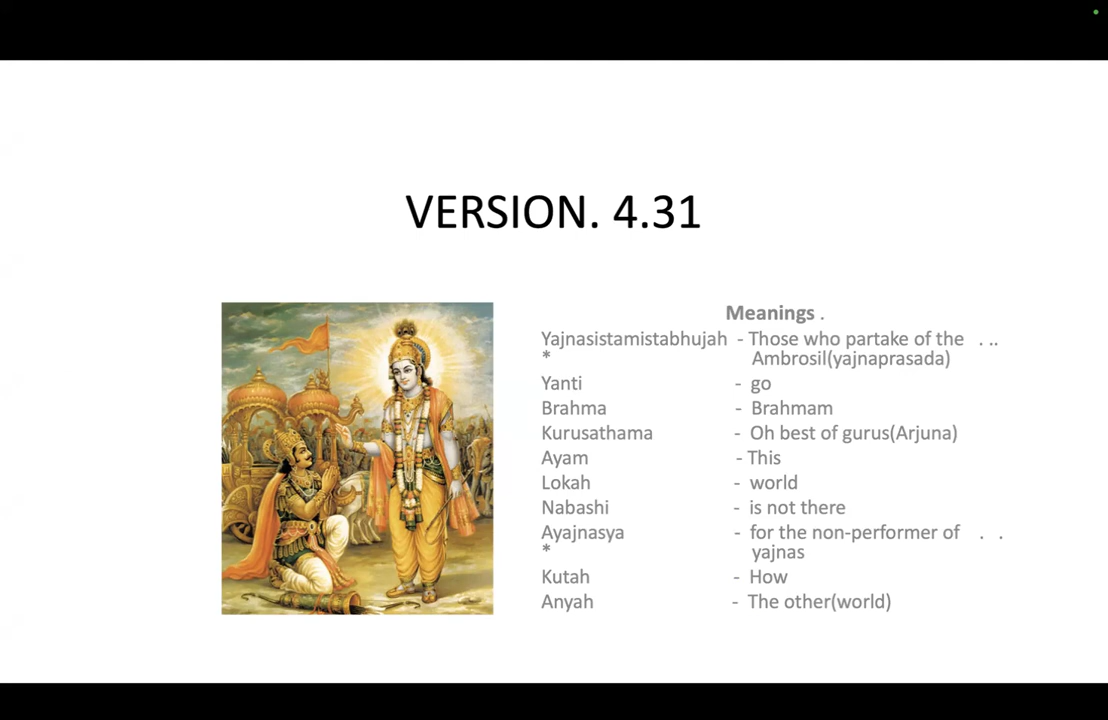 VERSION. 4.31
Meanings .
Yajnasistamistabhujah - Those who partake of the . ..
* Ambrosil(yajnaprasada)
Yanti - go
Brahma - Brahmam
Kurusathama - Oh best of gurus(Arjuna)
Ayam - This
Lokah - world
Nabashi - is not there
Ayajnasya - for the non-performer of . .
* yajnas
Kutah - How
Anyah - The other(world)